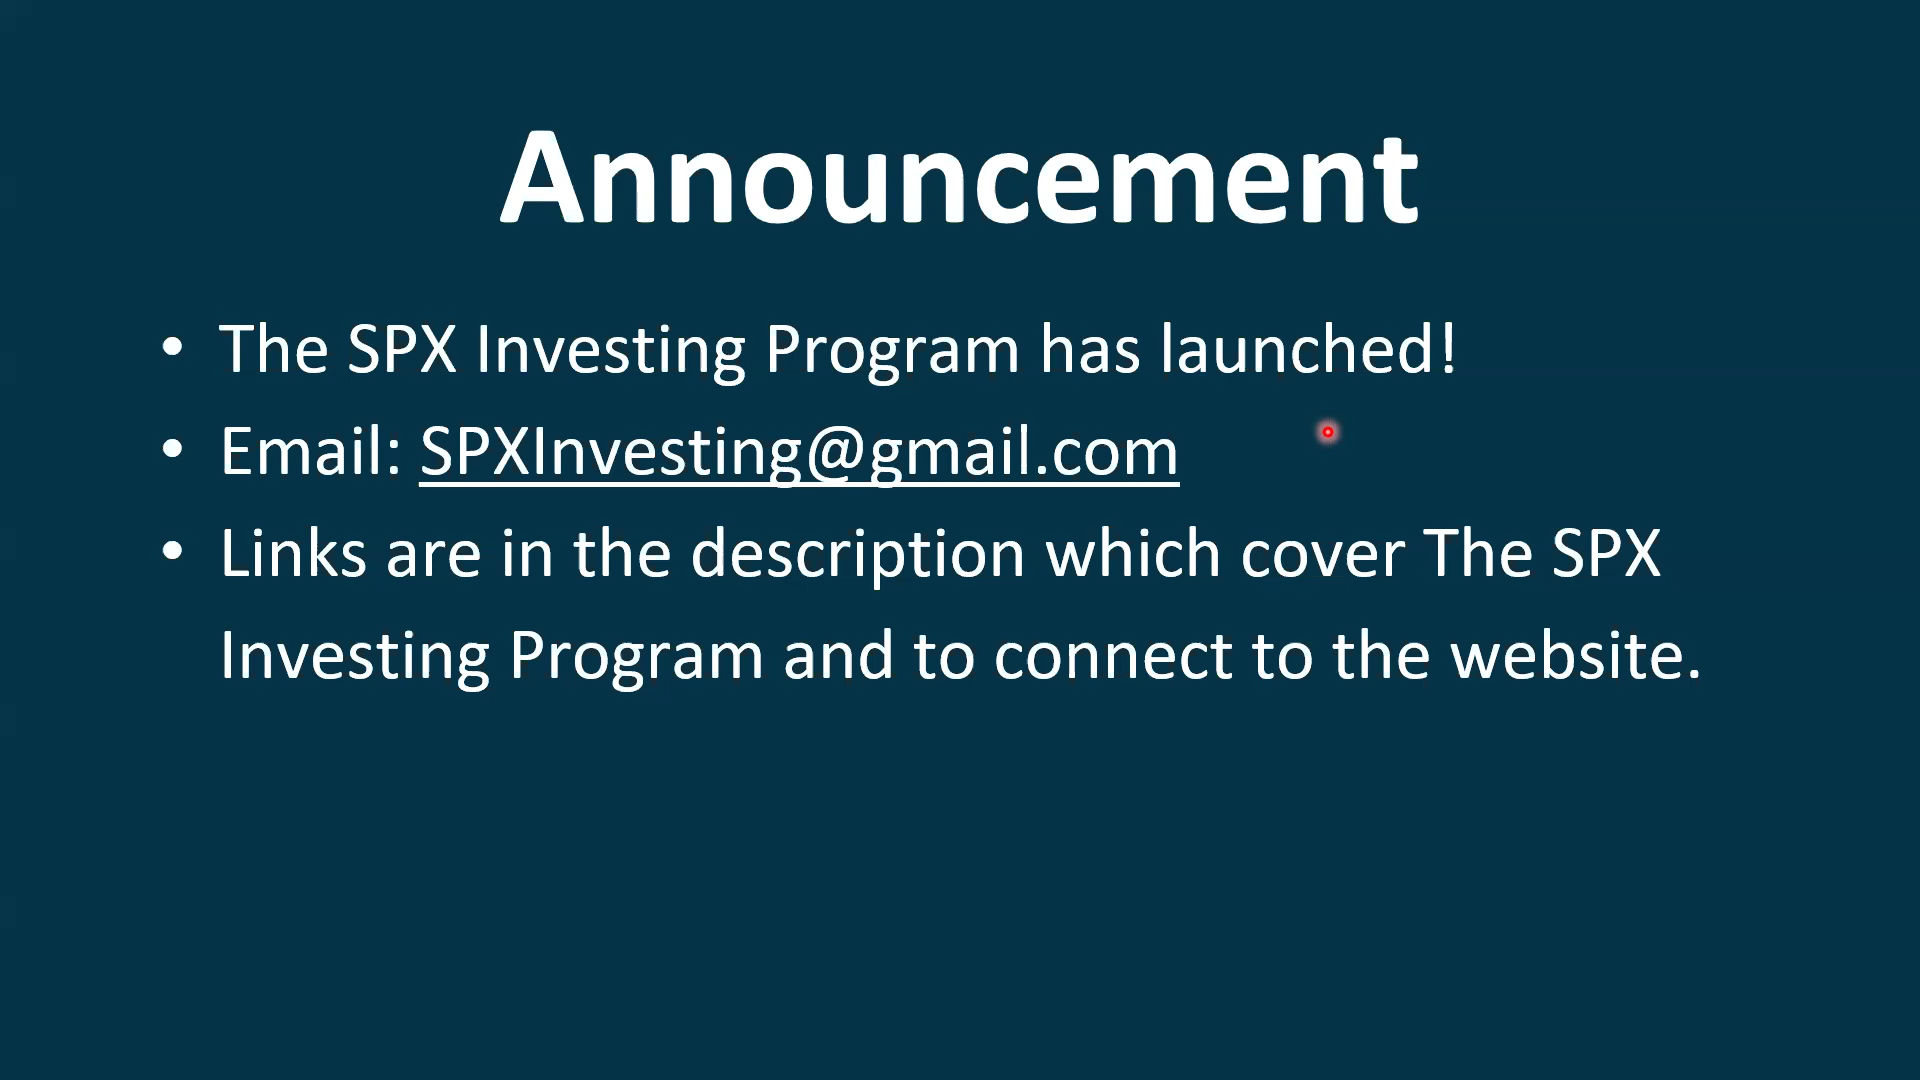 Announcement
• The SPX Investing Program has launched!
• Email: SPXInvesting@gmail.com
• Links are in the description which cover The SPX
Investing Program and to connect to the website.